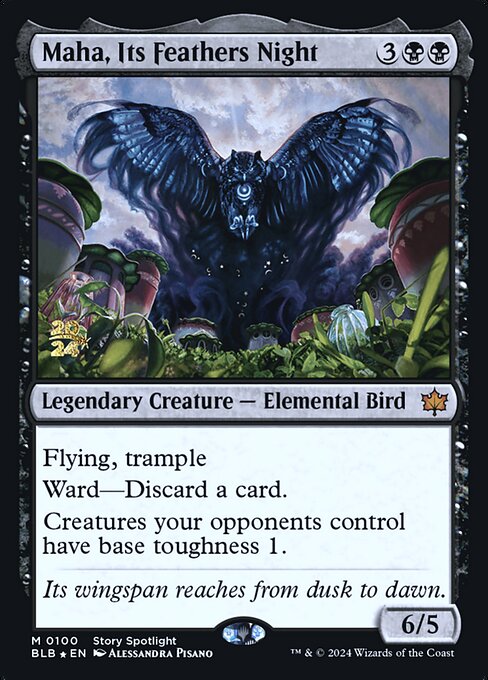 Maha, Its Feathers Night 3
2024
Legendary Creature — Elemental Bird
Flying, trample
Ward—Discard a card.
Creatures your opponents control
have base toughness 1.
Its wingspan reaches from dusk to dawn.
6/5
M 0100 Story Spotlight
BLB ★ EN Alessandra Pisano
™ & © 2024 Wizards of the Coast